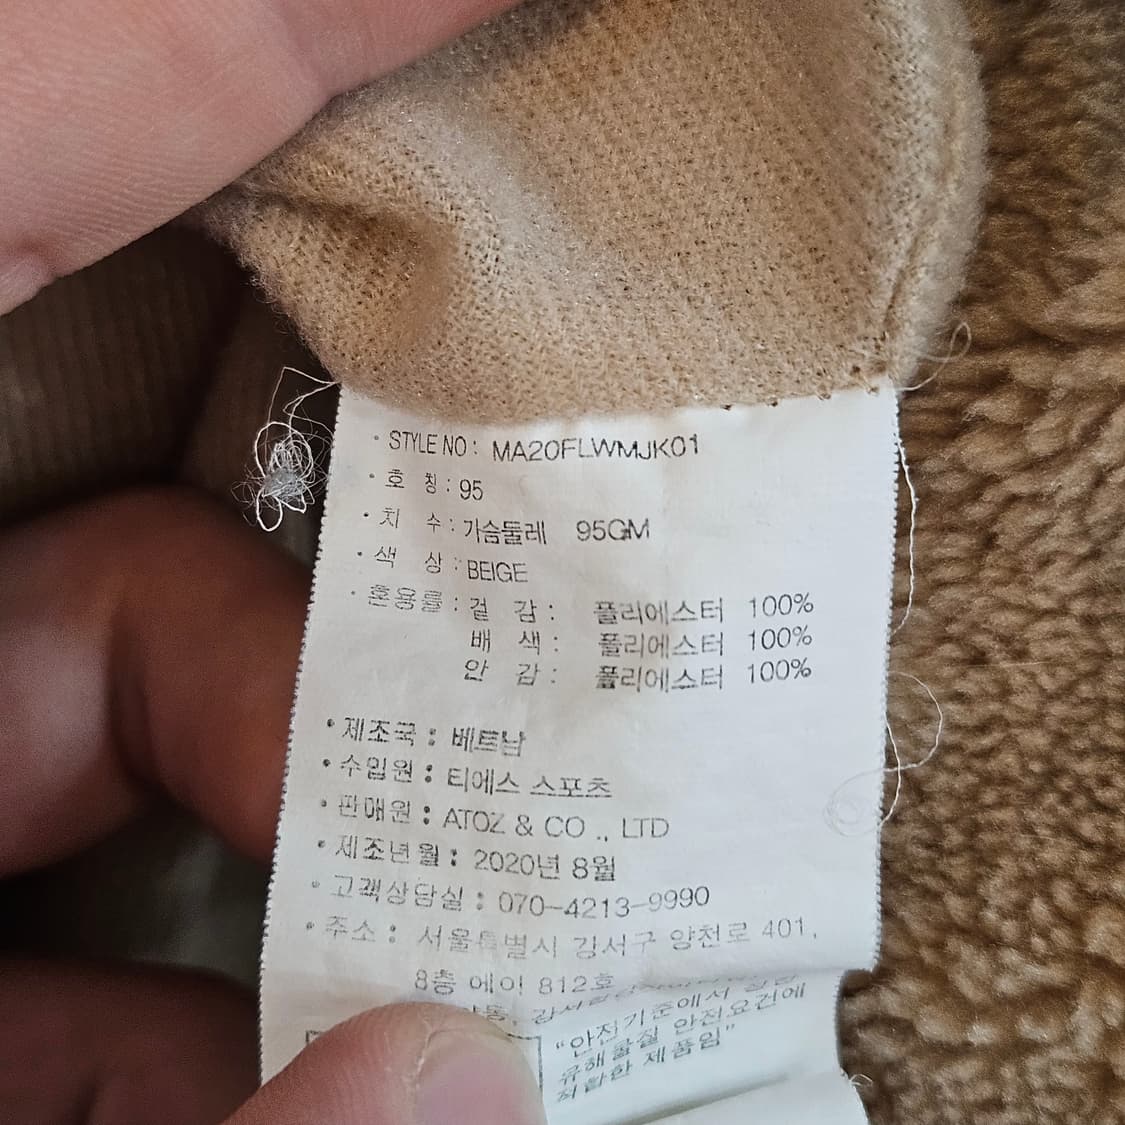 · STYLE NO : MA20FLWMJK01
· 호 칭 : 95
· 치 수 : 가슴둘레 95CM
· 색 상 : BEIGE
· 혼용률 : 겉 감 : 폴리에스터 100%
배 색 : 폴리에스터 100%
안 감 : 폴리에스터 100%
· 제조국 : 베트남
· 수입원 : 티에스 스포츠
· 판매원 : ATOZ & CO ., LTD
· 제조년월 : 2020년 8월
· 고객상담실 : 070-4213-9990
· 주소 : 서울특별시 강서구 양천로 401,
8층 에이 812호
"안전기준에서 정한
유해물질 안전요건에
적합한 제품임"